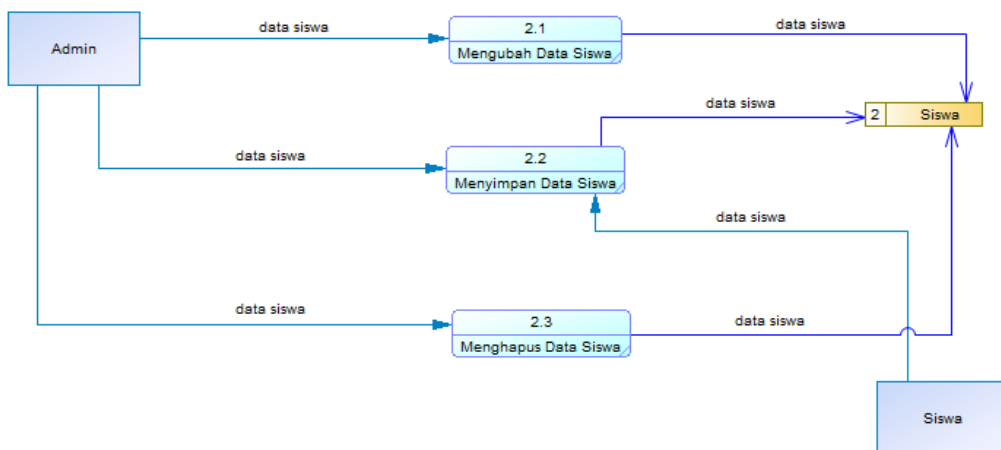 data siswa
2.1
data siswa
Admin
Mengubah Data Siswa
data siswa
2 Siswa
data siswa
2.2
Menyimpan Data Siswa
data siswa
data siswa
2.3
data siswa
Menghapus Data Siswa
Siswa